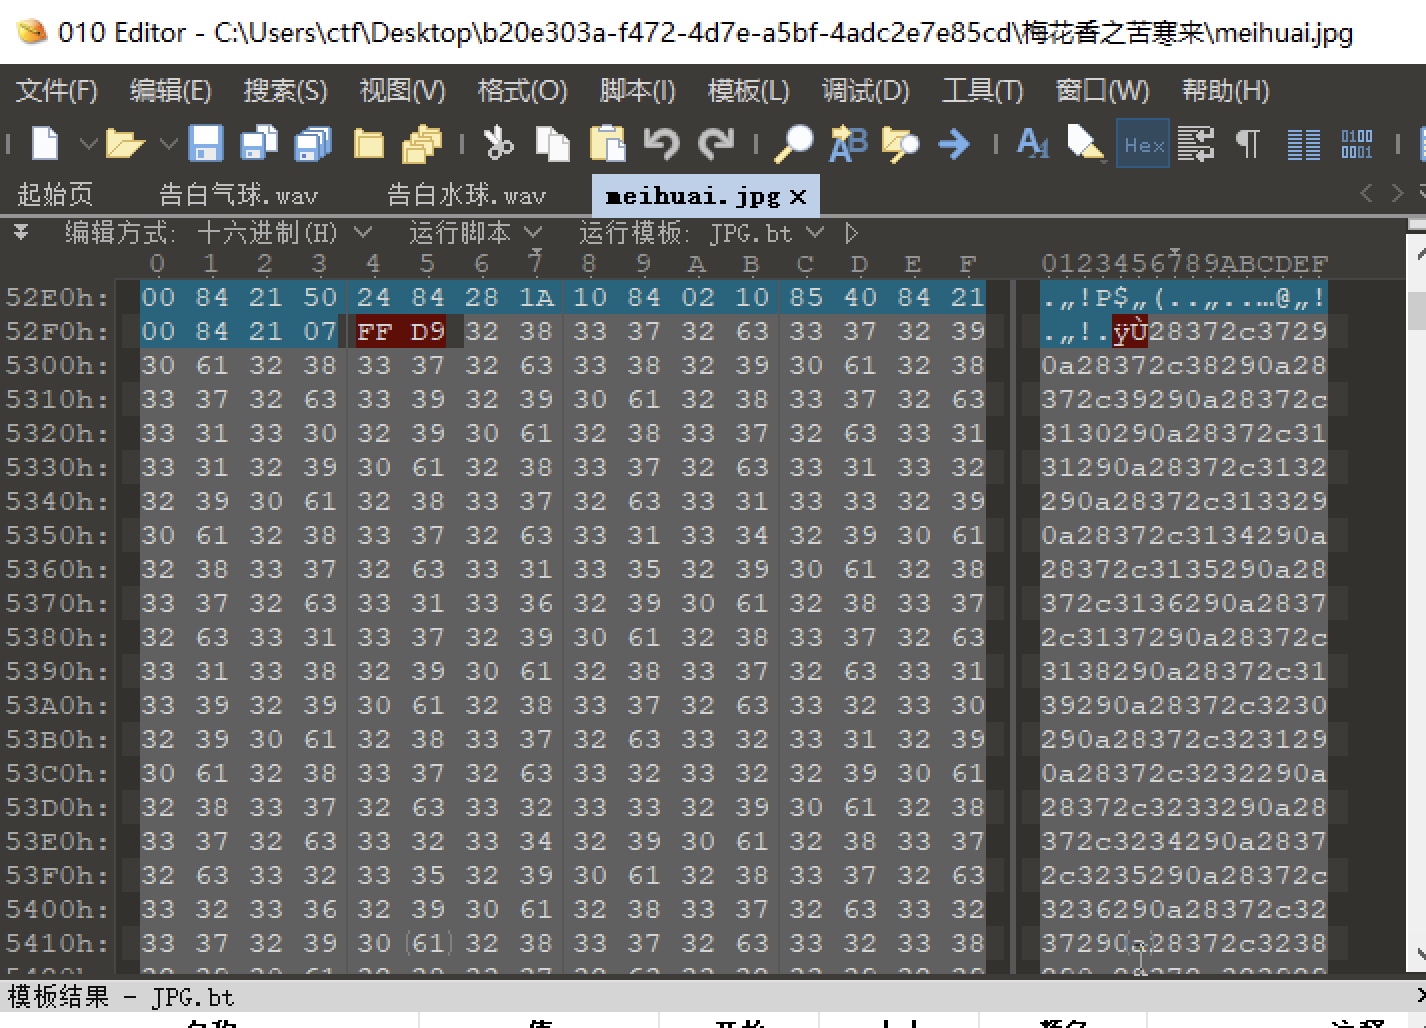 010 Editor - C:\Users\ctf\Desktop\b20e303a-f472-4d7e-a5bf-4adc2e7e85cd\梅花香之苦寒来\meihuai.jpg
文件(F) 编辑(E) 搜索(S) 视图(V) 格式(O) 脚本(I) 模板(L) 调试(D) 工具(T) 窗口(W) 帮助(H)
Hex
起始页 告白气球.wav 告白水球.wav meihuai.jpg ×
编辑方式: 十六进制(H) 运行脚本 运行模板: JPG.bt
0 1 2 3 4 5 6 7 8 9 A B C D E F 0123456789ABCDEF
52E0h: 00 84 21 50 24 84 28 1A 10 84 02 10 85 40 84 21 .„!P$„(..„..…@„!
52F0h: 00 84 21 07 FF D9 32 38 33 37 32 63 33 37 32 39 .„!.ÿÙ28372c3729
5300h: 30 61 32 38 33 37 32 63 33 38 32 39 30 61 32 38 0a28372c38290a28
5310h: 33 37 32 63 33 39 32 39 30 61 32 38 33 37 32 63 372c39290a28372c
5320h: 33 31 33 30 32 39 30 61 32 38 33 37 32 63 33 31 3130290a28372c31
5330h: 33 31 32 39 30 61 32 38 33 37 32 63 33 31 33 32 31290a28372c3132
5340h: 32 39 30 61 32 38 33 37 32 63 33 31 33 33 32 39 290a28372c313329
5350h: 30 61 32 38 33 37 32 63 33 31 33 34 32 39 30 61 0a28372c3134290a
5360h: 32 38 33 37 32 63 33 31 33 35 32 39 30 61 32 38 28372c3135290a28
5370h: 33 37 32 63 33 31 33 36 32 39 30 61 32 38 33 37 372c3136290a2837
5380h: 32 63 33 31 33 37 32 39 30 61 32 38 33 37 32 63 2c3137290a28372c
5390h: 33 31 33 38 32 39 30 61 32 38 33 37 32 63 33 31 3138290a28372c31
53A0h: 33 39 32 39 30 61 32 38 33 37 32 63 33 32 33 30 39290a28372c3230
53B0h: 32 39 30 61 32 38 33 37 32 63 33 32 33 31 32 39 290a28372c323129
53C0h: 30 61 32 38 33 37 32 63 33 32 33 32 32 39 30 61 0a28372c3232290a
53D0h: 32 38 33 37 32 63 33 32 33 33 32 39 30 61 32 38 28372c3233290a28
53E0h: 33 37 32 63 33 32 33 34 32 39 30 61 32 38 33 37 372c3234290a2837
53F0h: 32 63 33 32 33 35 32 39 30 61 32 38 33 37 32 63 2c3235290a28372c
5400h: 33 32 33 36 32 39 30 61 32 38 33 37 32 63 33 32 3236290a28372c32
5410h: 33 37 32 39 30 61 32 38 33 37 32 63 33 32 33 38 37290a28372c3238
模板结果 - JPG.bt